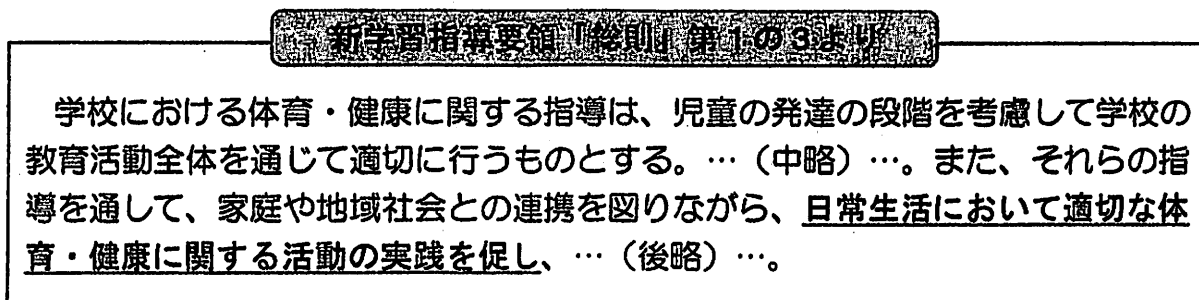 新学習指導要領「総則」第1の3より
学校における体育・健康に関する指導は、児童の発達の段階を考慮して学校の
教育活動全体を通じて適切に行うものとする。…（中略）…。また、それらの指
導を通して、家庭や地域社会との連携を図りながら、日常生活において適切な体
育・健康に関する活動の実践を促し、…（後略）…。